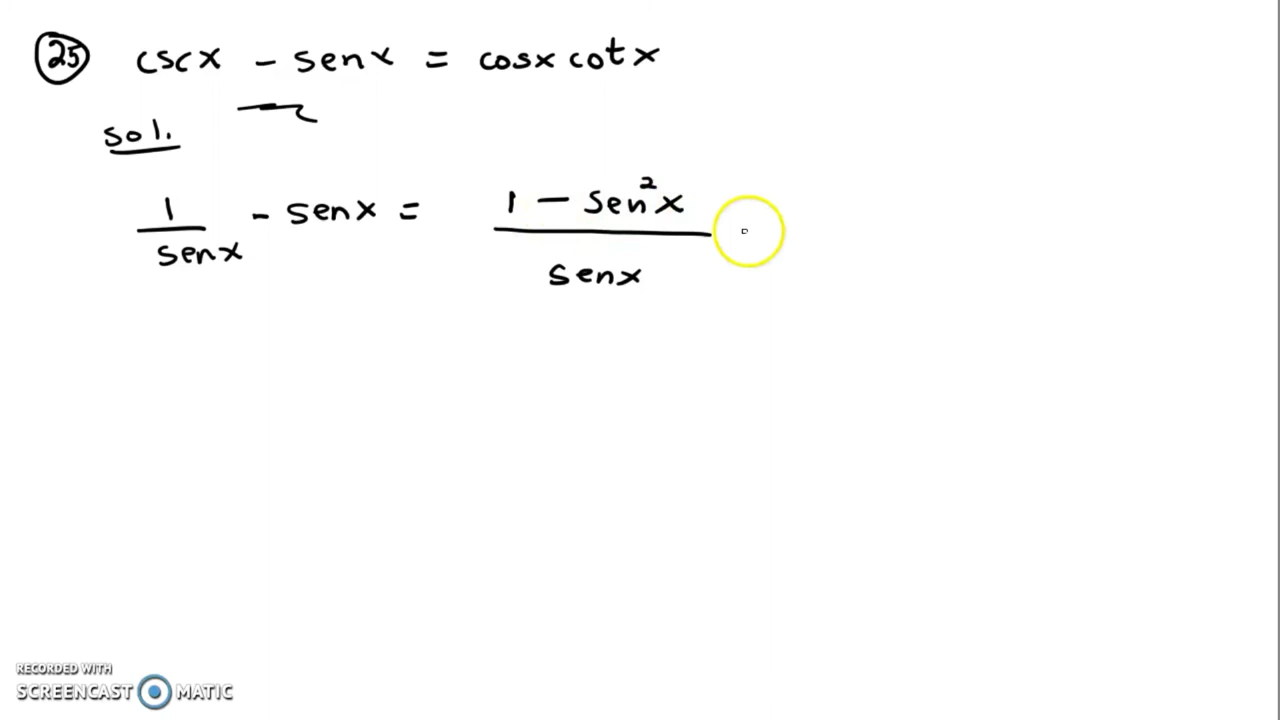 25 cscx - senx = cosx cotx
sol.
1/senx - senx = (1 - sen²x)/senx
RECORDED WITH
SCREENCAST MATIC